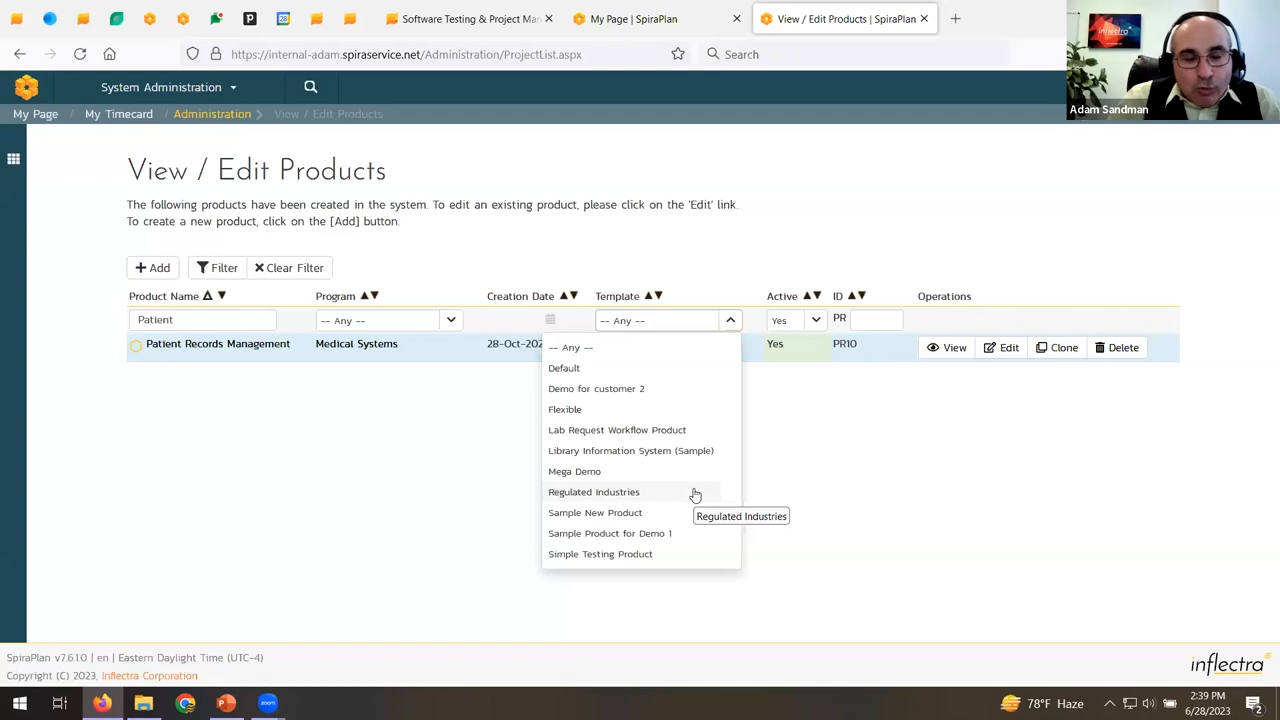 Software Testing & Project Man
My Page | SpiraPlan
View / Edit Products | SpiraPlan
https://internal-adam.spiraservice.net/Administration/ProjectList.aspx
Search
inflectra
Adam Sandman
System Administration
My Page / My Timecard / Administration > View / Edit Products
View / Edit Products
The following products have been created in the system. To edit an existing product, please click on the 'Edit' link.
To create a new product, click on the [Add] button.
Add Filter Clear Filter
Product Name Program Creation Date Template Active ID Operations
Patient -- Any -- -- Any -- Yes PR
Patient Records Management Medical Systems 28-Oct-202 Yes PR10 View Edit Clone Delete
-- Any --
Default
Demo for customer 2
Flexible
Lab Request Workflow Product
Library Information System (Sample)
Mega Demo
Regulated Industries
Regulated Industries
Sample New Product
Sample Product for Demo 1
Simple Testing Product
SpiraPlan v7.6.1.0 | en | Eastern Daylight Time (UTC-4)
Copyright (C) 2023, Inflectra Corporation
inflectra
78°F Haze
2:39 PM
6/28/2023
2